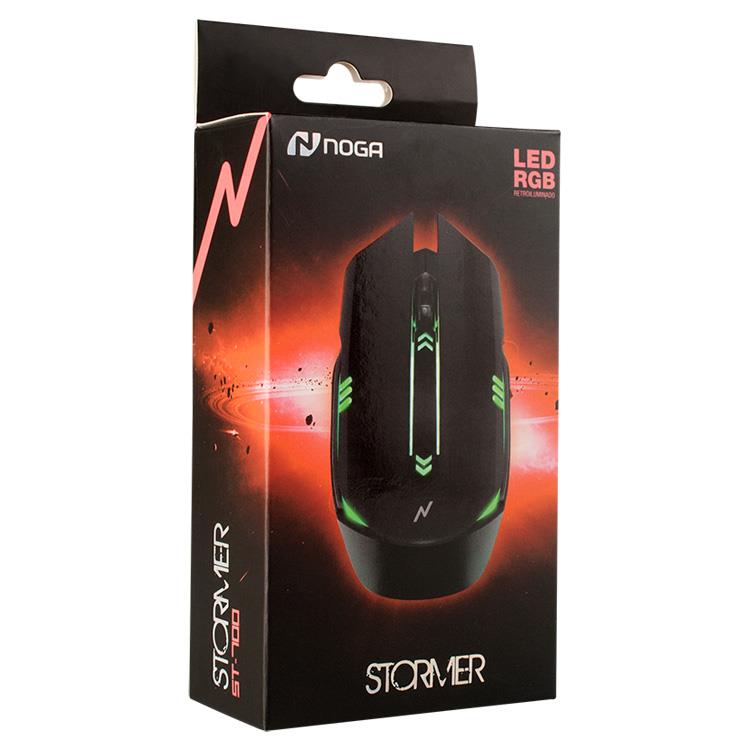 NOGA
LED
RGB
RETROILUMINADO
STORMER
STORMER
ST-700